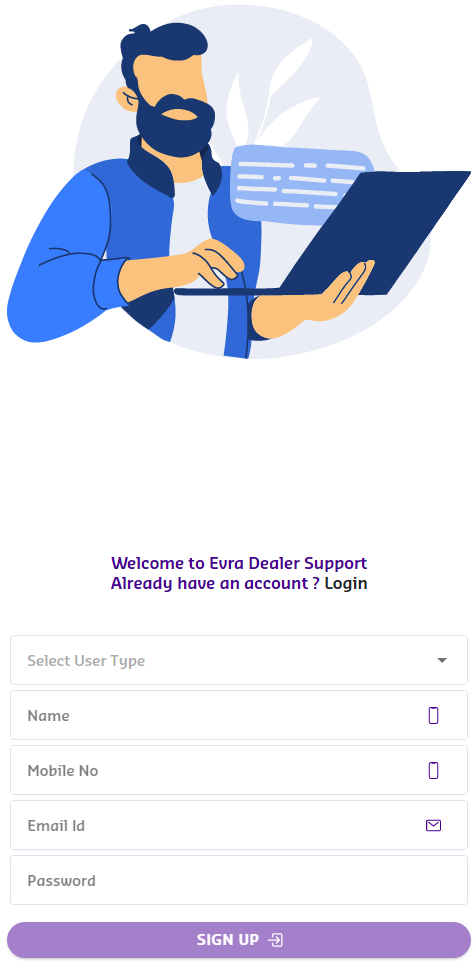 Welcome to Evra Dealer Support
Already have an account ? Login
Select User Type
Name
Mobile No
Email Id
Password
SIGN UP